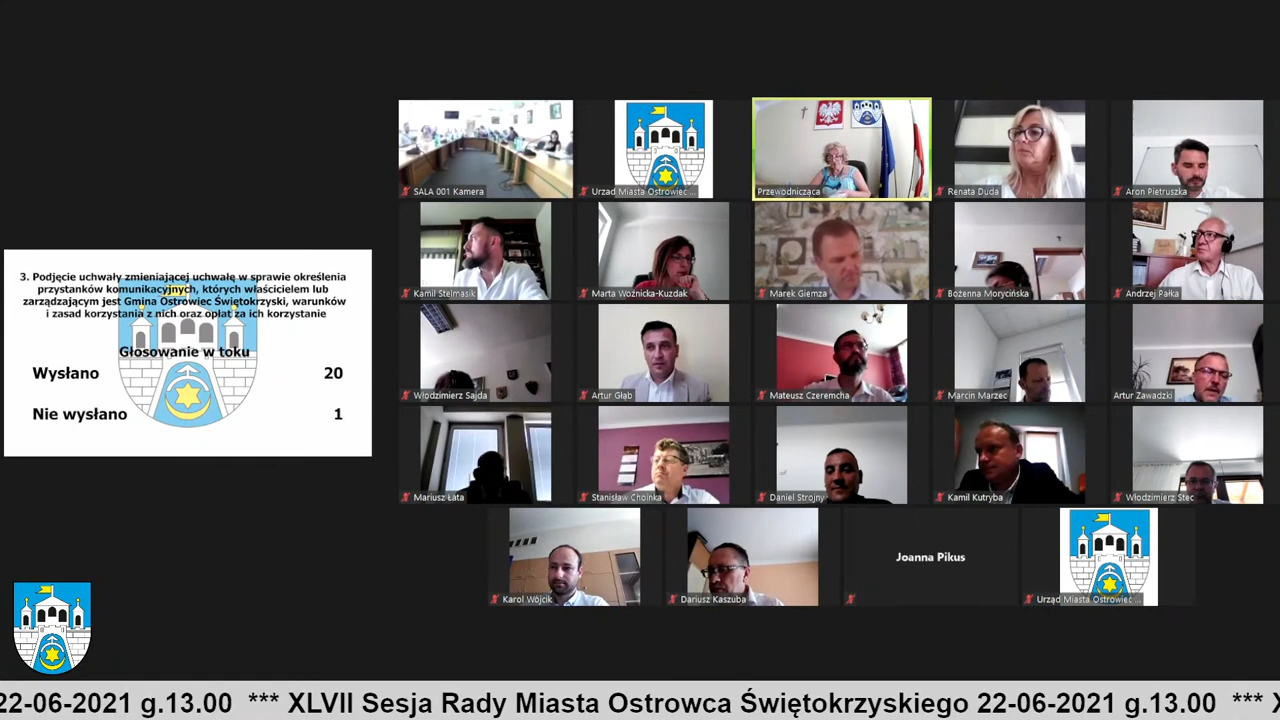 SALA 001 Kamera
Urzad Miasta Ostrowiec ...
Przewodnicząca
Renata Duda
Aron Pietruszka
Kamil Stelmasik
Marta Woźnicka-Kuzdak
Marek Giemza
Bożenna Morycińska
Andrzej Pałka
3. Podjęcie uchwały zmieniającej uchwałę w sprawie określenia
przystanków komunikacyjnych, których właścicielem lub
zarządzającym jest Gmina Ostrowiec Świętokrzyski, warunków
i zasad korzystania z nich oraz opłat za ich korzystanie
Głosowanie w toku
Wysłano 20
Nie wysłano 1
Włodzimierz Sajda
Artur Głąb
Mateusz Czeremcha
Marcin Marzec
Artur Zawadzki
Mariusz Łata
Stanisław Choinka
Daniel Strojny
Kamil Kutryba
Włodzimierz Stec
Karol Wójcik
Dariusz Kaszuba
Joanna Pikus
Urząd Miasta Ostrowiec ...
22-06-2021 g.13.00 *** XLVII Sesja Rady Miasta Ostrowca Świętokrzyskiego 22-06-2021 g.13.00 *** X